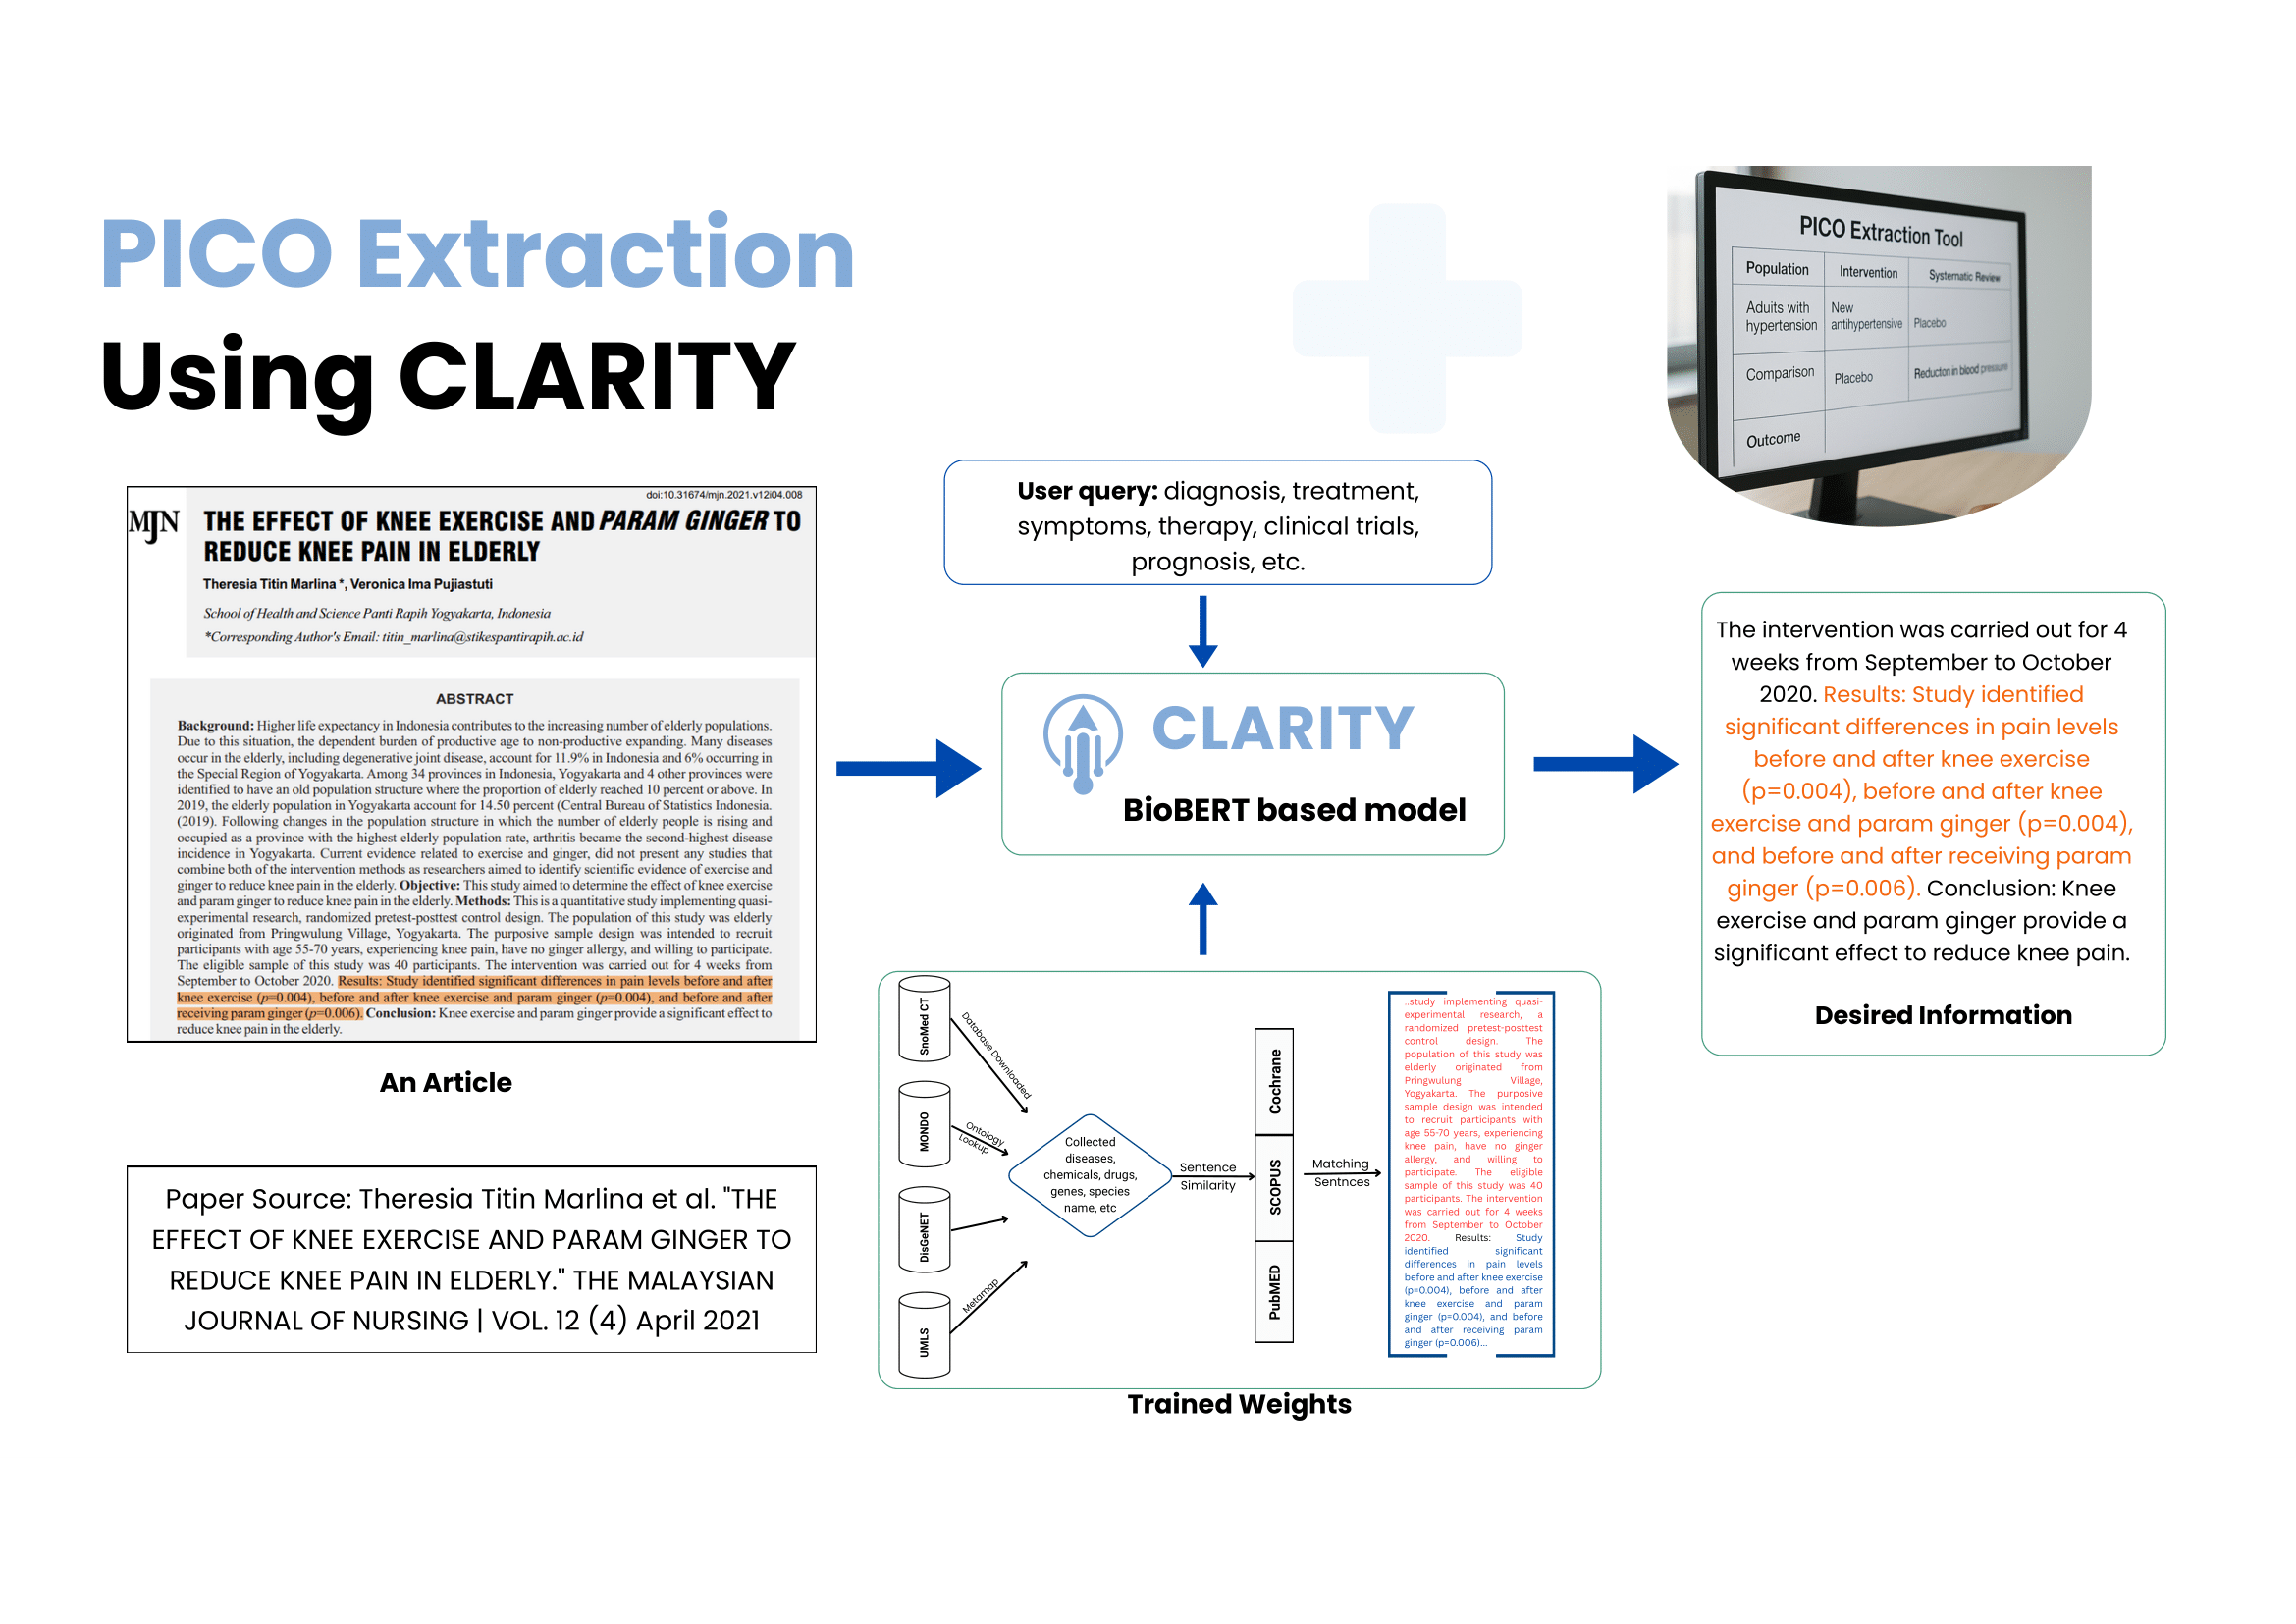 PICO Extraction
Using CLARITY
PICO Extraction Tool
Population Intervention Systematic Review
Aduits with hypertension New antihypertensive Placebo
Comparison Placebo Reducton in blood pressure
Outcome
doi:10.31674/mjn.2021.v12i04.008
MJN
THE EFFECT OF KNEE EXERCISE AND PARAM GINGER TO
REDUCE KNEE PAIN IN ELDERLY
Theresia Titin Marlina *, Veronica Ima Pujiastuti
School of Health and Science Panti Rapih Yogyakarta, Indonesia
*Corresponding Author's Email: titin_marlina@stikespantirapih.ac.id
ABSTRACT
Background: Higher life expectancy in Indonesia contributes to the increasing number of elderly populations.
Due to this situation, the dependent burden of productive age to non-productive expanding. Many diseases
occur in the elderly, including degenerative joint disease, account for 11.9% in Indonesia and 6% occurring in
the Special Region of Yogyakarta. Among 34 provinces in Indonesia, Yogyakarta and 4 other provinces were
identified to have an old population structure where the proportion of elderly reached 10 percent or above. In
2019, the elderly population in Yogyakarta account for 14.50 percent (Central Bureau of Statistics Indonesia.
(2019). Following changes in the population structure in which the number of elderly people is rising and
occupied as a province with the highest elderly population rate, arthritis became the second-highest disease
incidence in Yogyakarta. Current evidence related to exercise and ginger, did not present any studies that
combine both of the intervention methods as researchers aimed to identify scientific evidence of exercise and
ginger to reduce knee pain in the elderly. Objective: This study aimed to determine the effect of knee exercise
and param ginger to reduce knee pain in the elderly. Methods: This is a quantitative study implementing quasi-
experimental research, randomized pretest-posttest control design. The population of this study was elderly
originated from Pringwulung Village, Yogyakarta. The purposive sample design was intended to recruit
participants with age 55-70 years, experiencing knee pain, have no ginger allergy, and willing to participate.
The eligible sample of this study was 40 participants. The intervention was carried out for 4 weeks from
September to October 2020. Results: Study identified significant differences in pain levels before and after
knee exercise (p=0.004), before and after knee exercise and param ginger (p=0.004), and before and after
receiving param ginger (p=0.006). Conclusion: Knee exercise and param ginger provide a significant effect to
reduce knee pain in the elderly.
An Article
Paper Source: Theresia Titin Marlina et al. "THE
EFFECT OF KNEE EXERCISE AND PARAM GINGER TO
REDUCE KNEE PAIN IN ELDERLY." THE MALAYSIAN
JOURNAL OF NURSING | VOL. 12 (4) April 2021
User query: diagnosis, treatment,
symptoms, therapy, clinical trials,
prognosis, etc.
CLARITY
BioBERT based model
SnoMed CT
MONDO
DisGeNET
UMLS
Database Downloaded
Ontology
Lookup
Metamap
Collected
diseases,
chemicals, drugs,
genes, species
name, etc
Sentence
Similarity
Cochrane
SCOPUS
PubMED
Matching
Sentnces
..study implementing quasi-
experimental research, a
randomized pretest-posttest
control design. The
population of this study was
elderly originated from
Pringwulung Village,
Yogyakarta. The purposive
sample design was intended
to recruit participants with
age 55-70 years, experiencing
knee pain, have no ginger
allergy, and willing to
participate. The eligible
sample of this study was 40
participants. The intervention
was carried out for 4 weeks
from September to October
2020. Results: Study
identified significant
differences in pain levels
before and after knee exercise
(p=0.004), before and after
knee exercise and param
ginger (p=0.004), and before
and after receiving param
ginger (p=0.006)...
Trained Weights
The intervention was carried out for 4
weeks from September to October
2020. Results: Study identified
significant differences in pain levels
before and after knee exercise
(p=0.004), before and after knee
exercise and param ginger (p=0.004),
and before and after receiving param
ginger (p=0.006). Conclusion: Knee
exercise and param ginger provide a
significant effect to reduce knee pain.
Desired Information